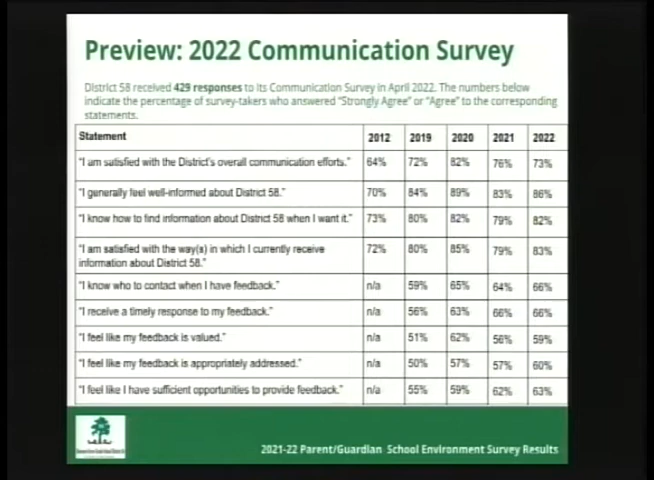 Preview: 2022 Communication Survey
District 58 received 429 responses to its Communication Survey in April 2022. The numbers below
indicate the percentage of survey-takers who answered "Strongly Agree" or "Agree" to the corresponding
statements.
Statement 2012 2019 2020 2021 2022
"I am satisfied with the District's overall communication efforts." 64% 72% 82% 76% 73%
"I generally feel well-informed about District 58." 70% 84% 89% 83% 86%
"I know how to find information about District 58 when I want it." 73% 80% 82% 79% 82%
"I am satisfied with the way(s) in which I currently receive
information about District 58." 72% 80% 85% 79% 83%
"I know who to contact when I have feedback." n/a 59% 65% 64% 66%
"I receive a timely response to my feedback." n/a 56% 63% 66% 66%
"I feel like my feedback is valued." n/a 51% 62% 56% 59%
"I feel like my feedback is appropriately addressed." n/a 50% 57% 57% 60%
"I feel like I have sufficient opportunities to provide feedback." n/a 55% 59% 62% 63%
2021-22 Parent/Guardian School Environment Survey Results